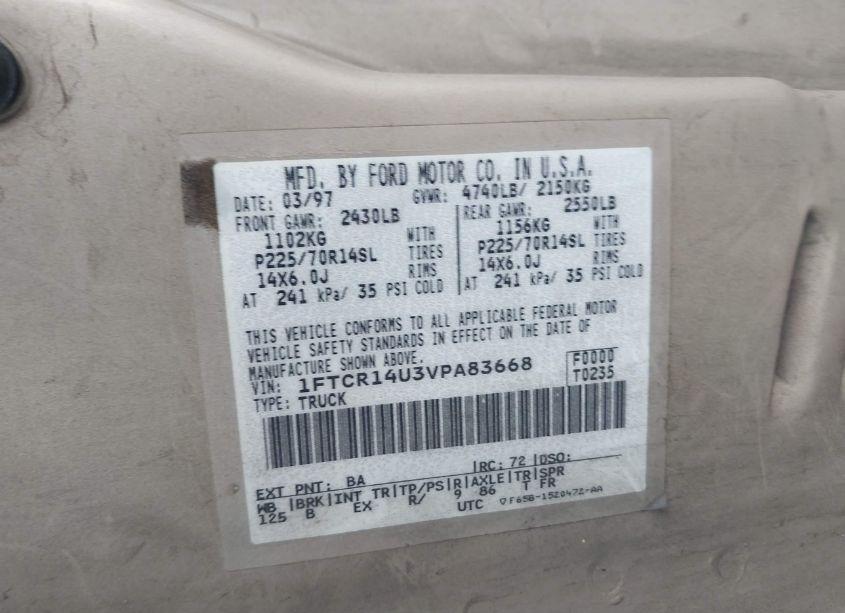 MFD. BY FORD MOTOR CO. IN U.S.A.
DATE: 03/97 GVWR: 4740LB/ 2150KG
FRONT GAWR: 2430LB REAR GAWR: 2550LB
1102KG WITH 1156KG WITH
P225/70R14SL TIRES P225/70R14SL TIRES
14X6.0J RIMS 14X6.0J RIMS
AT 241 kPa/ 35 PSI COLD AT 241 kPa/ 35 PSI COLD
THIS VEHICLE CONFORMS TO ALL APPLICABLE FEDERAL MOTOR
VEHICLE SAFETY STANDARDS IN EFFECT ON THE DATE OF
MANUFACTURE SHOWN ABOVE.
VIN: 1FTCR14U3VPA83668 F0000
TYPE: TRUCK T0235
EXT PNT: BA RC: 72 DSO:
WB BRK INT TR TP/PS R AXLE TR SPR
125 B EX R/ 9 86 T FR
UTC F65B-1520472-AA